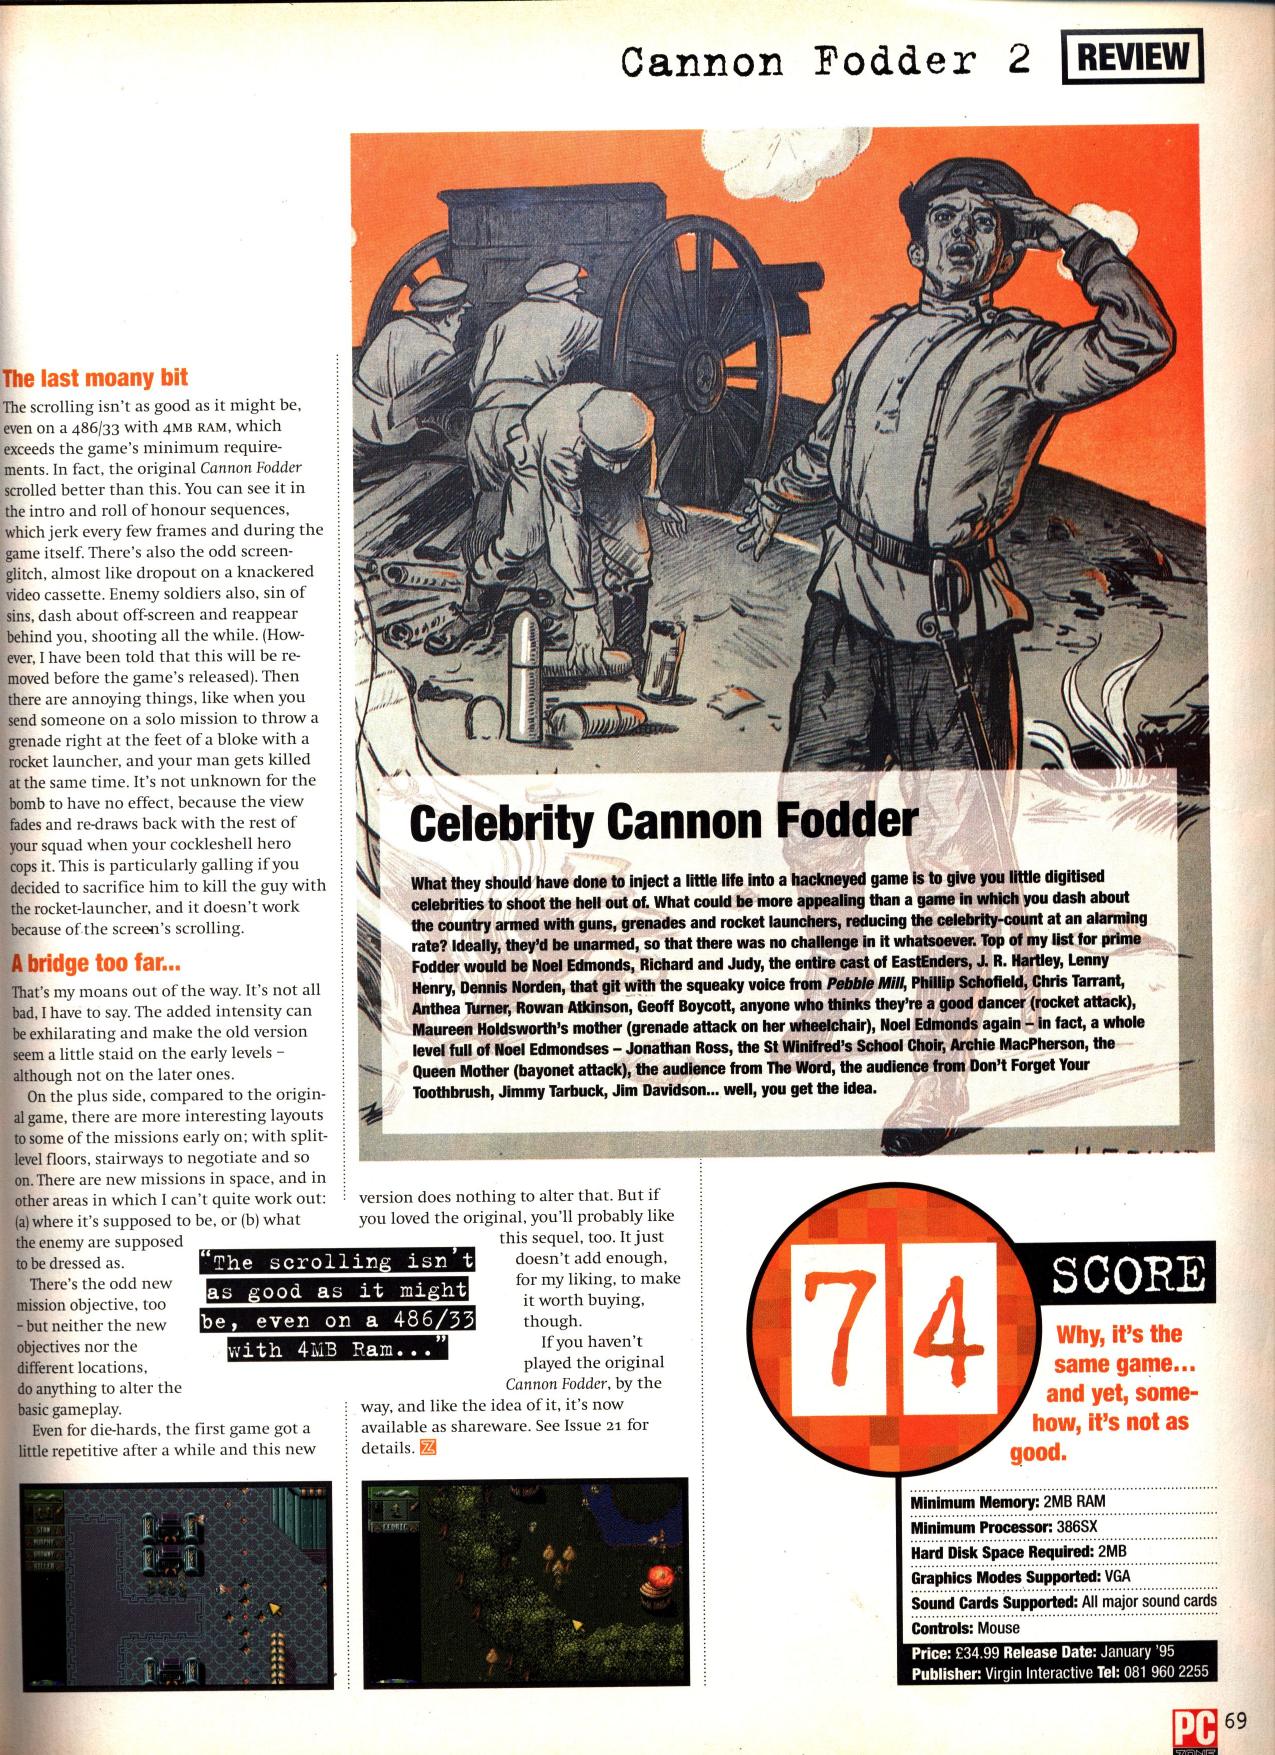 Cannon Fodder 2 REVIEW
The last moany bit
The scrolling isn't as good as it might be,
even on a 486/33 with 4MB RAM, which
exceeds the game's minimum require-
ments. In fact, the original Cannon Fodder
scrolled better than this. You can see it in
the intro and roll of honour sequences,
which jerk every few frames and during the
game itself. There's also the odd screen-
glitch, almost like dropout on a knackered
video cassette. Enemy soldiers also, sin of
sins, dash about off-screen and reappear
behind you, shooting all the while. (How-
ever, I have been told that this will be re-
moved before the game's released). Then
there are annoying things, like when you
send someone on a solo mission to throw a
grenade right at the feet of a bloke with a
rocket launcher, and your man gets killed
at the same time. It's not unknown for the
bomb to have no effect, because the view
fades and re-draws back with the rest of
your squad when your cockleshell hero
cops it. This is particularly galling if you
decided to sacrifice him to kill the guy with
the rocket-launcher, and it doesn't work
because of the screen's scrolling.
A bridge too far...
That's my moans out of the way. It's not all
bad, I have to say. The added intensity can
be exhilarating and make the old version
seem a little staid on the early levels –
although not on the later ones.
On the plus side, compared to the origin-
al game, there are more interesting layouts
to some of the missions early on; with split-
level floors, stairways to negotiate and so
on. There are new missions in space, and in
other areas in which I can't quite work out:
(a) where it's supposed to be, or (b) what
the enemy are supposed
to be dressed as.
There's the odd new
mission objective, too
– but neither the new
objectives nor the
different locations,
do anything to alter the
basic gameplay.
Even for die-hards, the first game got a
little repetitive after a while and this new
"The scrolling isn't
as good as it might
be, even on a 486/33
with 4MB Ram..."
version does nothing to alter that. But if
you loved the original, you'll probably like
this sequel, too. It just
doesn't add enough,
for my liking, to make
it worth buying,
though.
If you haven't
played the original
Cannon Fodder, by the
way, and like the idea of it, it's now
available as shareware. See Issue 21 for
details. Z
Celebrity Cannon Fodder
What they should have done to inject a little life into a hackneyed game is to give you little digitised
celebrities to shoot the hell out of. What could be more appealing than a game in which you dash about
the country armed with guns, grenades and rocket launchers, reducing the celebrity-count at an alarming
rate? Ideally, they'd be unarmed, so that there was no challenge in it whatsoever. Top of my list for prime
Fodder would be Noel Edmonds, Richard and Judy, the entire cast of EastEnders, J. R. Hartley, Lenny
Henry, Dennis Norden, that git with the squeaky voice from Pebble Mill, Phillip Schofield, Chris Tarrant,
Anthea Turner, Rowan Atkinson, Geoff Boycott, anyone who thinks they're a good dancer (rocket attack),
Maureen Holdsworth's mother (grenade attack on her wheelchair), Noel Edmonds again – in fact, a whole
level full of Noel Edmondses – Jonathan Ross, the St Winifred's School Choir, Archie MacPherson, the
Queen Mother (bayonet attack), the audience from The Word, the audience from Don't Forget Your
Toothbrush, Jimmy Tarbuck, Jim Davidson... well, you get the idea.
74
SCORE
Why, it's the
same game...
and yet, some-
how, it's not as
good.
Minimum Memory: 2MB RAM
Minimum Processor: 386SX
Hard Disk Space Required: 2MB
Graphics Modes Supported: VGA
Sound Cards Supported: All major sound cards
Controls: Mouse
Price: £34.99 Release Date: January '95
Publisher: Virgin Interactive Tel: 081 960 2255
PC 69
ZONE